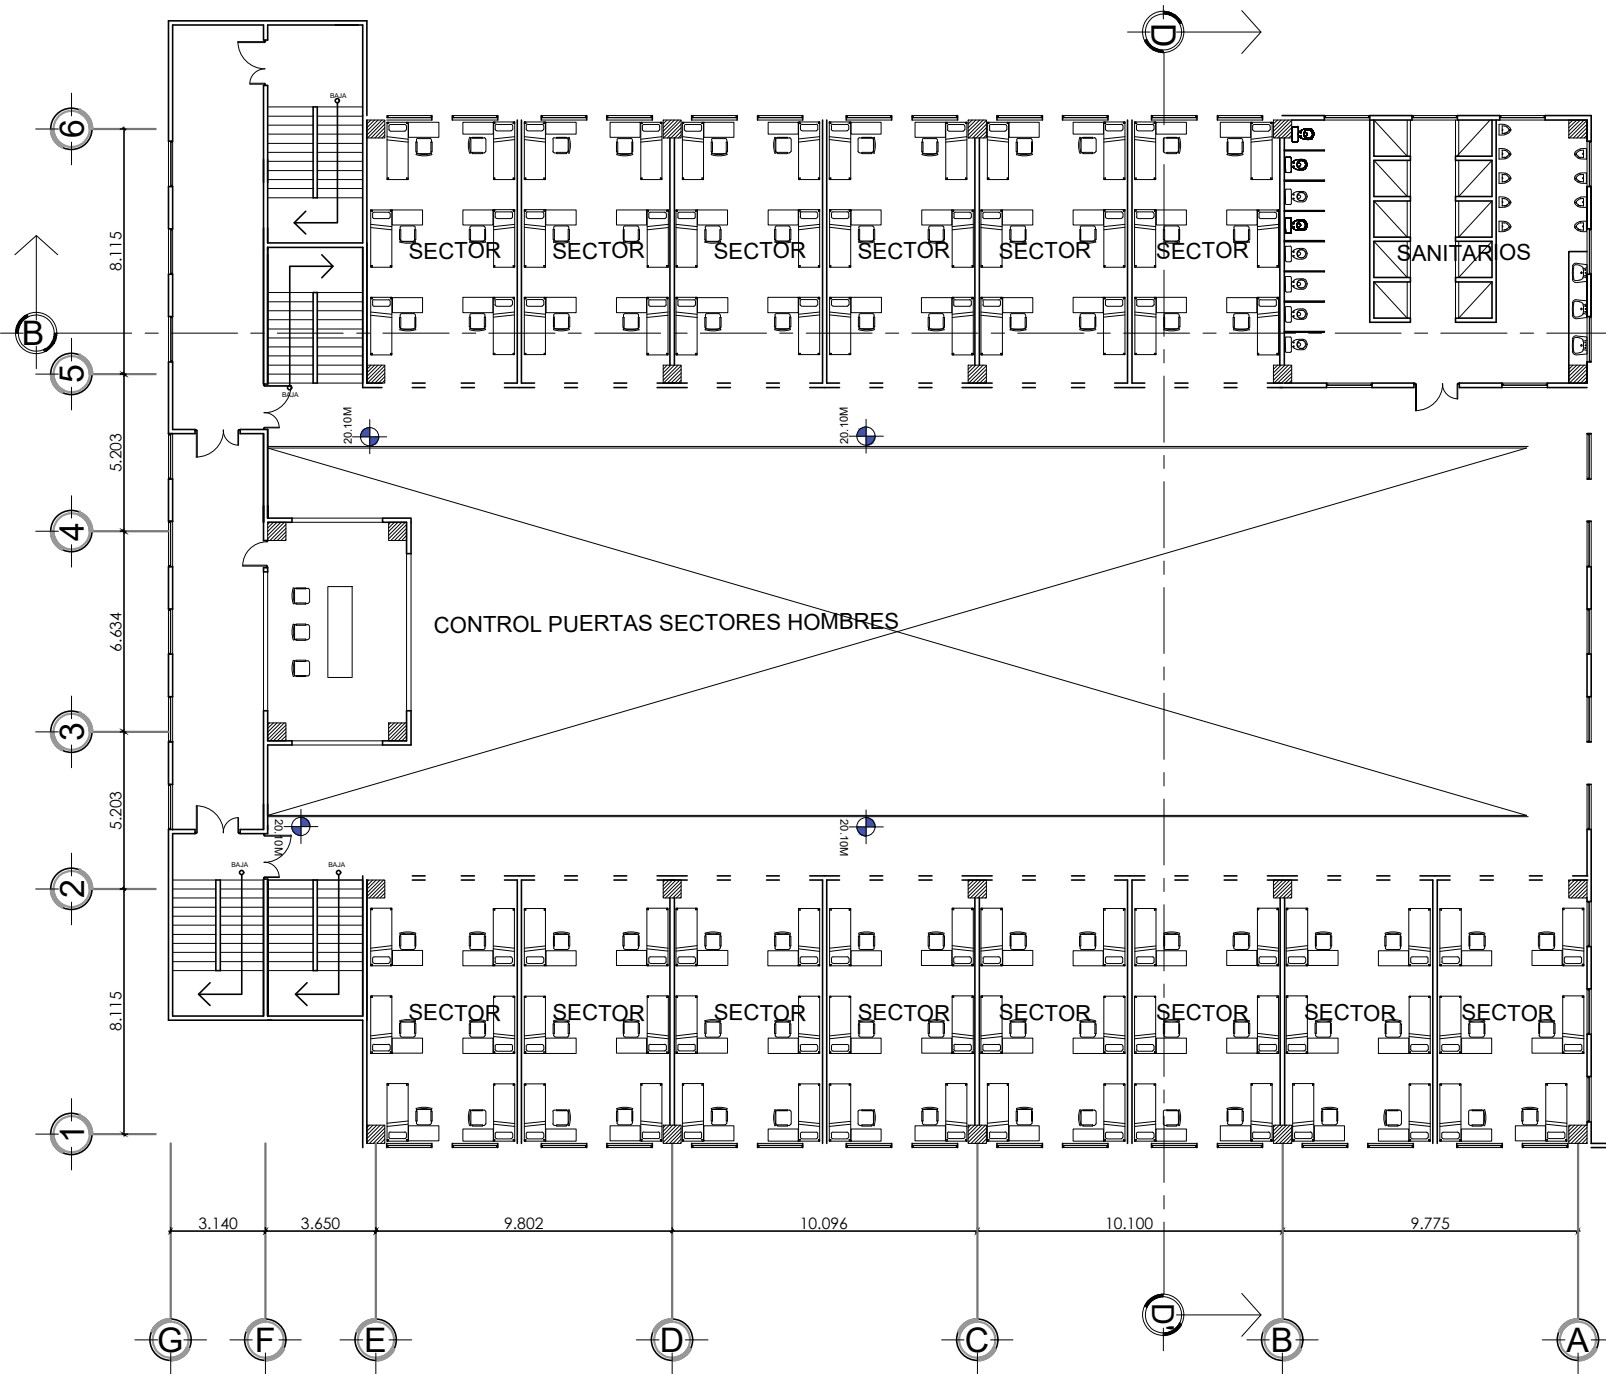 D
6
BAJA
8.115
SECTOR SECTOR SECTOR SECTOR SECTOR SECTOR SANITARIOS
B
5
BAJA
20.10M 20.10M
5.203
4
6.634
CONTROL PUERTAS SECTORES HOMBRES
3
5.203
20.10M 20.10M
BAJA BAJA
2
8.115
SECTOR SECTOR SECTOR SECTOR SECTOR SECTOR SECTOR SECTOR
1
3.140 3.650 9.802 10.096 10.100 9.775
D'
G F E D C B A